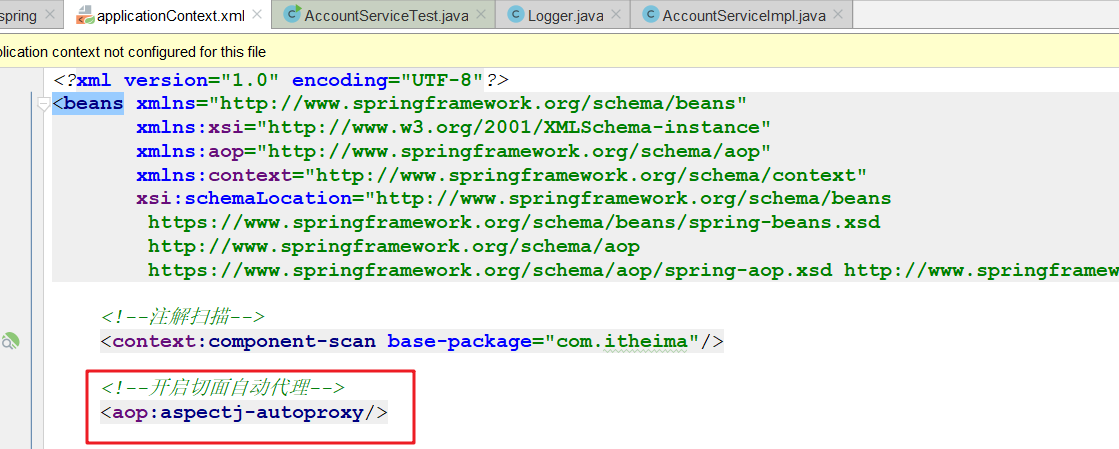 spring applicationContext.xml AccountServiceTest.java Logger.java AccountServiceImpl.java
plication context not configured for this file
<?xml version="1.0" encoding="UTF-8"?>
<beans xmlns="http://www.springframework.org/schema/beans"
xmlns:xsi="http://www.w3.org/2001/XMLSchema-instance"
xmlns:aop="http://www.springframework.org/schema/aop"
xmlns:context="http://www.springframework.org/schema/context"
xsi:schemaLocation="http://www.springframework.org/schema/beans
https://www.springframework.org/schema/beans/spring-beans.xsd
http://www.springframework.org/schema/aop
https://www.springframework.org/schema/aop/spring-aop.xsd http://www.springframew
<!--注解扫描-->
<context:component-scan base-package="com.itheima"/>
<!--开启切面自动代理-->
<aop:aspectj-autoproxy/>